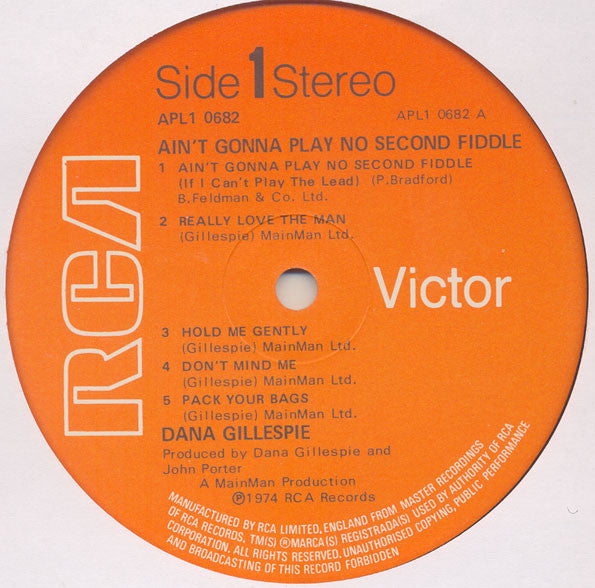 Side 1 Stereo
APL1 0682
APL1 0682 A
AIN'T GONNA PLAY NO SECOND FIDDLE
1 AIN'T GONNA PLAY NO SECOND FIDDLE
(If I Can't Play The Lead) (P.Bradford)
B.Feldman & Co. Ltd.
2 REALLY LOVE THE MAN
(Gillespie) MainMan Ltd.
RCA
Victor
3 HOLD ME GENTLY
(Gillespie) MainMan Ltd.
4 DON'T MIND ME
(Gillespie) MainMan Ltd.
5 PACK YOUR BAGS
(Gillespie) MainMan Ltd.
DANA GILLESPIE
Produced by Dana Gillespie and
John Porter
A MainMan Production
℗1974 RCA Records
MANUFACTURED BY RCA LIMITED, ENGLAND FROM MASTER RECORDINGS
OF RCA RECORDS, TM(S) ® MARCA(S) REGISTRADA(S) USED BY AUTHORITY OF RCA
CORPORATION. ALL RIGHTS RESERVED. UNAUTHORISED COPYING, PUBLIC PERFORMANCE
AND BROADCASTING OF THIS RECORD FORBIDDEN